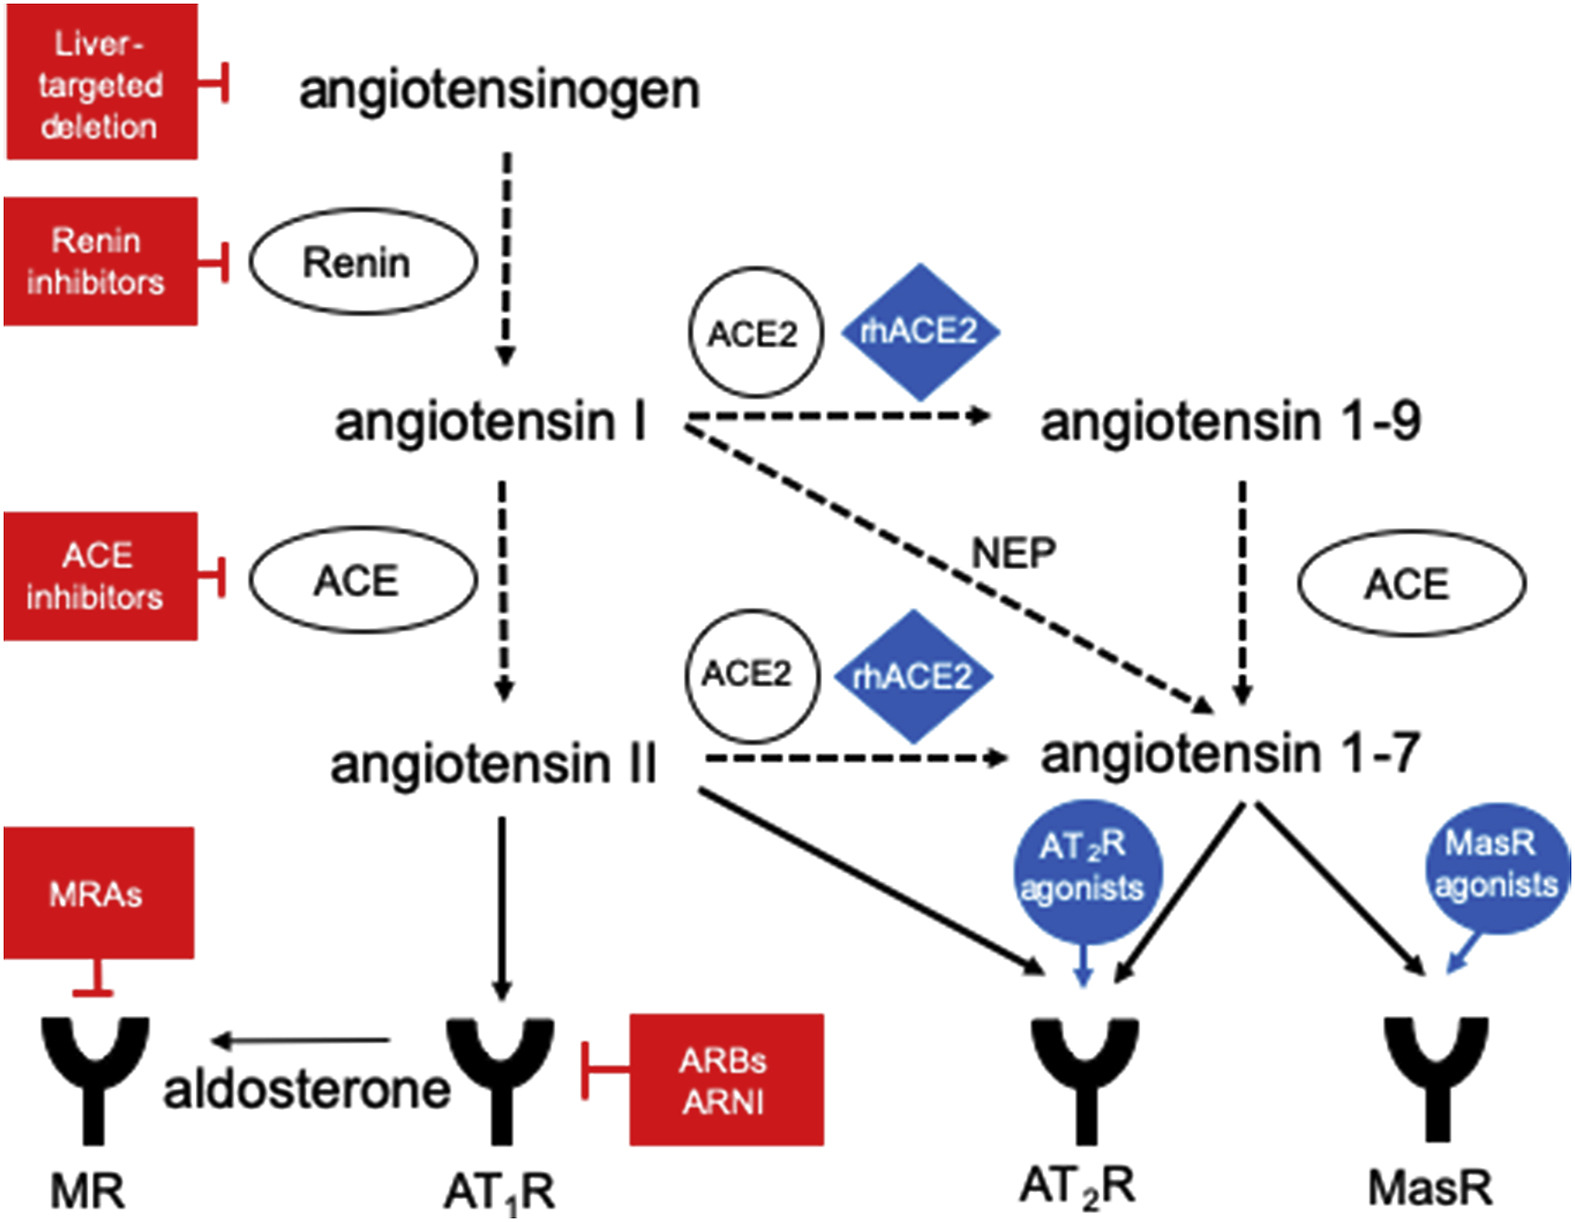 Liver-
targeted
deletion
angiotensinogen
Renin
inhibitors
Renin
ACE2
rhACE2
angiotensin I
angiotensin 1-9
NEP
ACE
inhibitors
ACE
ACE
ACE2
rhACE2
angiotensin II
angiotensin 1-7
MRAs
AT₂R
agonists
MasR
agonists
aldosterone
ARBs
ARNI
MR
AT₁R
AT₂R
MasR